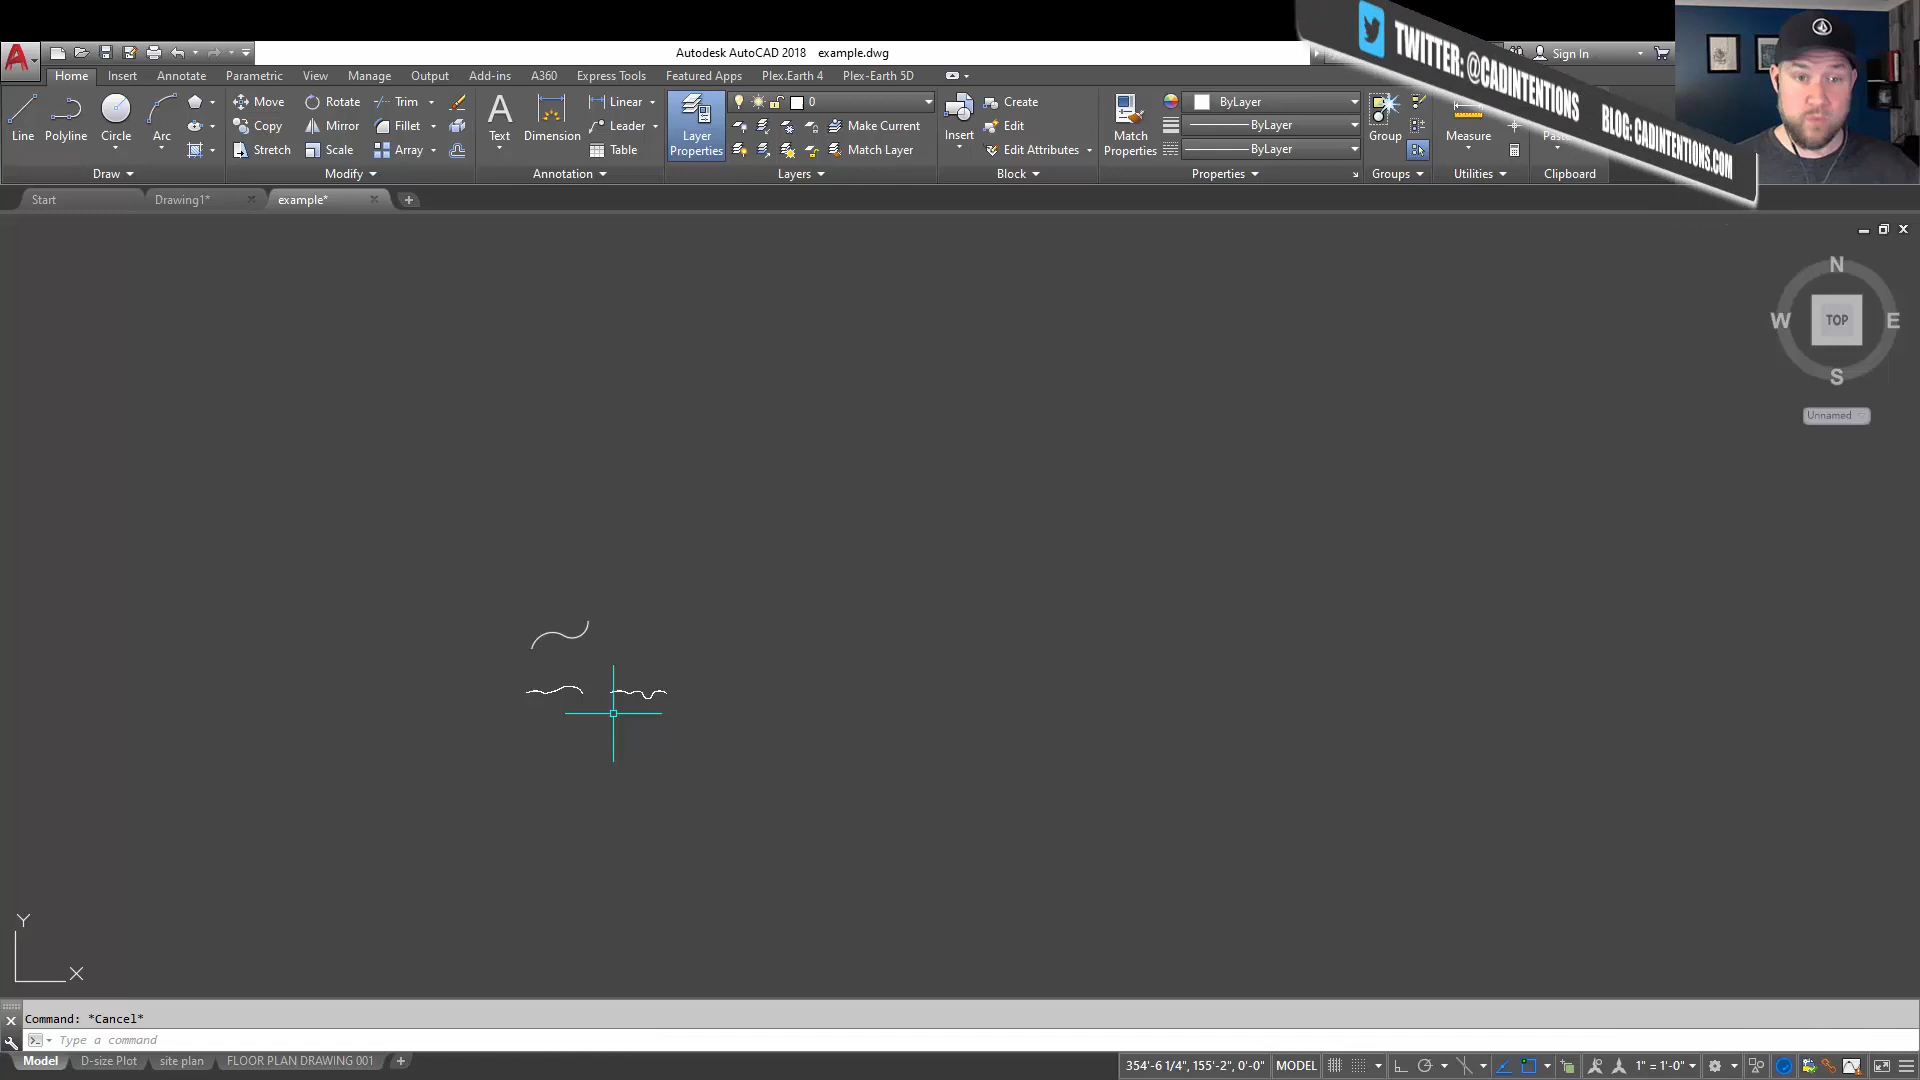 TWITTER: @CADINTENTIONS
BLOG: CADINTENTIONS.COM
Autodesk AutoCAD 2018 example.dwg
Sign In
Home Insert Annotate Parametric View Manage Output Add-ins A360 Express Tools Featured Apps Plex.Earth 4 Plex-Earth 5D
Line Polyline Circle Arc
Move Rotate Trim
Copy Mirror Fillet
Stretch Scale Array
Text Dimension
Linear
Leader
Table
Layer Properties
0
Make Current
Match Layer
Insert
Create
Edit
Edit Attributes
Match Properties
ByLayer
ByLayer
ByLayer
Group
Measure
Draw Modify Annotation Layers Block Properties Groups Utilities Clipboard
Start Drawing1* example*
N
W TOP E
S
Unnamed
Y
X
Command: *Cancel*
Type a command
Model D-size Plot site plan FLOOR PLAN DRAWING 001
354'-6 1/4", 155'-2", 0'-0" MODEL 1" = 1'-0"